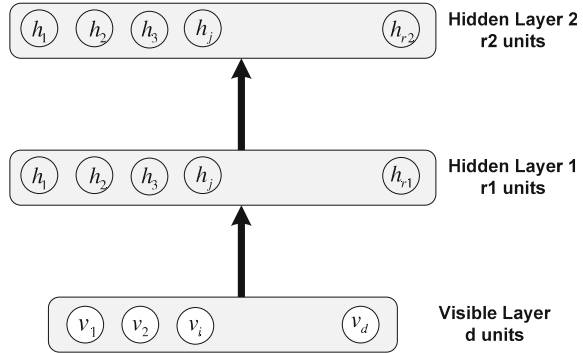 h1 h2 h3 hj hr2
Hidden Layer 2
r2 units
h1 h2 h3 hj hr1
Hidden Layer 1
r1 units
v1 v2 vi vd
Visible Layer
d units